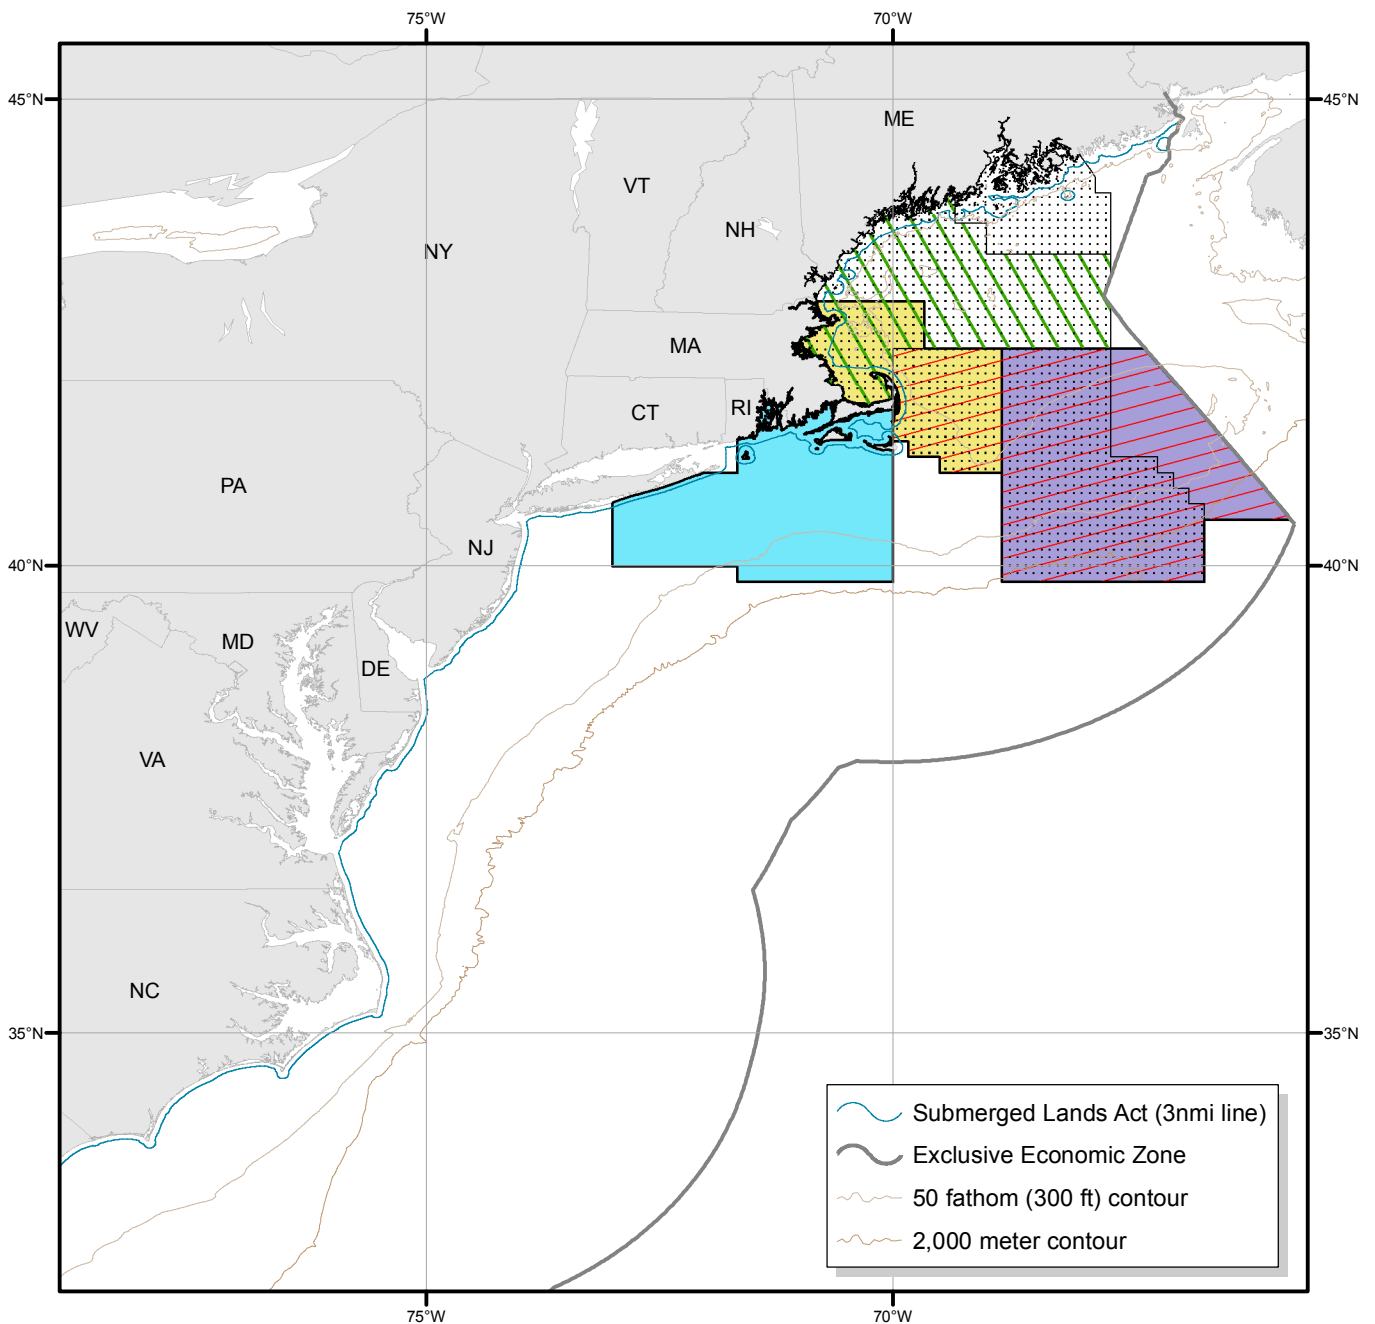 75°W 70°W
45°N 45°N
ME
VT
NH
NY
MA
RI
CT
PA
NJ
40°N 40°N
WV
MD
DE
VA
NC
35°N 35°N
Submerged Lands Act (3nmi line)
Exclusive Economic Zone
50 fathom (300 ft) contour
2,000 meter contour
75°W 70°W